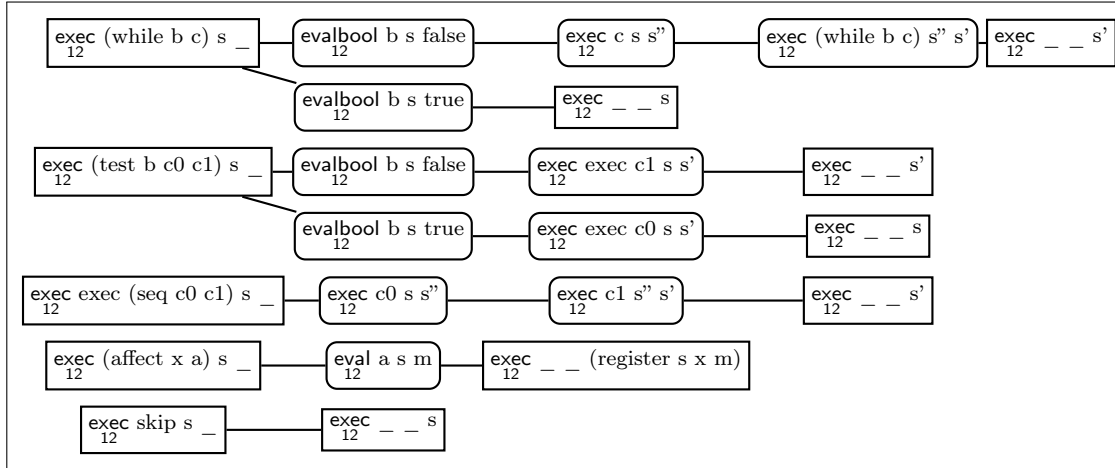 exec (while b c) s _ evalbool b s false exec c s s” exec (while b c) s” s’ exec _ _ s’
12 12 12 12 12
evalbool b s true exec _ _ s
12 12
exec (test b c0 c1) s _ evalbool b s false exec exec c1 s s’ exec _ _ s’
12 12 12 12
evalbool b s true exec exec c0 s s’ exec _ _ s
12 12 12
exec exec (seq c0 c1) s _ exec c0 s s” exec c1 s” s’ exec _ _ s’
12 12 12 12
exec (affect x a) s _ eval a s m exec _ _ (register s x m)
12 12 12
exec skip s _ exec _ _ s
12 12